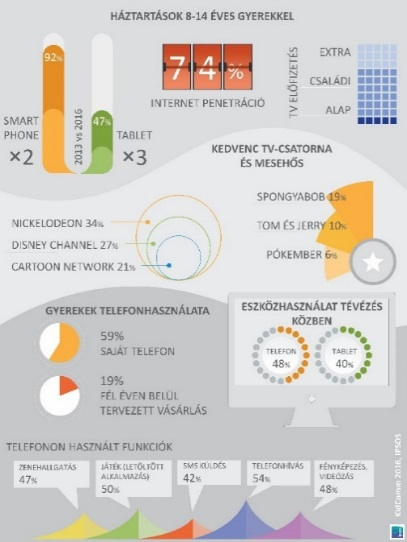 HÁZTARTÁSOK 8-14 ÉVES GYEREKKEL
92%
SMART
PHONE
×2
2013 vs 2016
47%
TABLET
×3
74%
INTERNET PENETRÁCIÓ
TV ELŐFIZETÉS
EXTRA
CSALÁDI
ALAP
KEDVENC TV-CSATORNA
ÉS MESEHŐS
NICKELODEON 34%
DISNEY CHANNEL 27%
CARTOON NETWORK 21%
SPONGYABOB 19%
TOM ÉS JERRY 10%
PÓKEMBER 6%
GYEREKEK TELEFONHASZNÁLATA
59%
SAJÁT TELEFON
19%
FÉL ÉVEN BELÜL
TERVEZETT VÁSÁRLÁS
ESZKÖZHASZNÁLAT TÉVÉZÉS
KÖZBEN
TELEFON
48%
TABLET
40%
TELEFONON HASZNÁLT FUNKCIÓK
ZENEHALLGATÁS
47%
JÁTÉK (LETÖLTÖTT
ALKALMAZÁS)
50%
SMS KÜLDÉS
42%
TELEFONHÍVÁS
54%
FÉNYKÉPEZÉS,
VIDEÓZÁS
48%
KidComm 2016, IPSOS